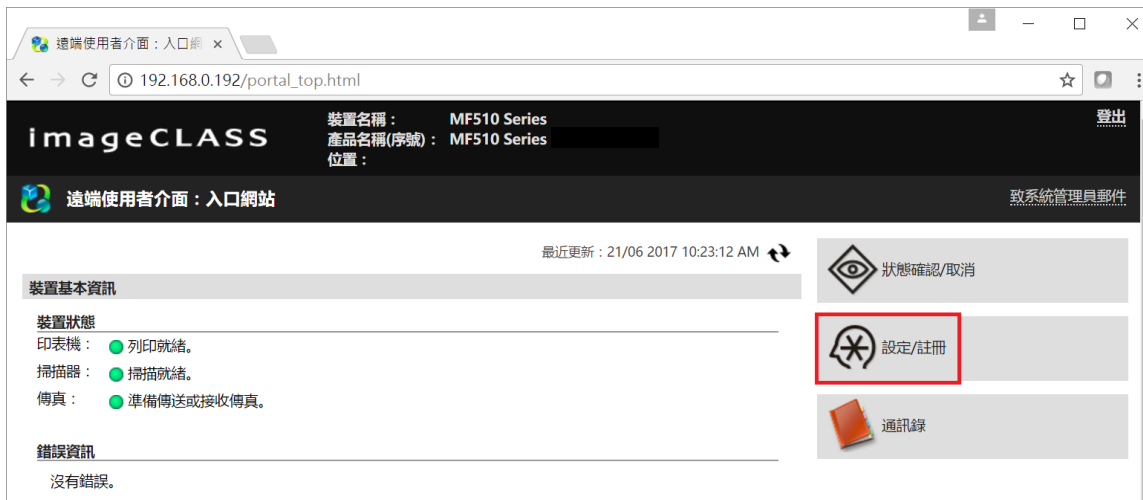 遠端使用者介面：入口網
192.168.0.192/portal_top.html
imageCLASS
裝置名稱： MF510 Series
產品名稱(序號)： MF510 Series
位置：
登出
遠端使用者介面：入口網站
致系統管理員郵件
最近更新：21/06 2017 10:23:12 AM
裝置基本資訊
裝置狀態
印表機： 列印就緒。
掃描器： 掃描就緒。
傳真： 準備傳送或接收傳真。
錯誤資訊
沒有錯誤。
狀態確認/取消
設定/註冊
通訊錄